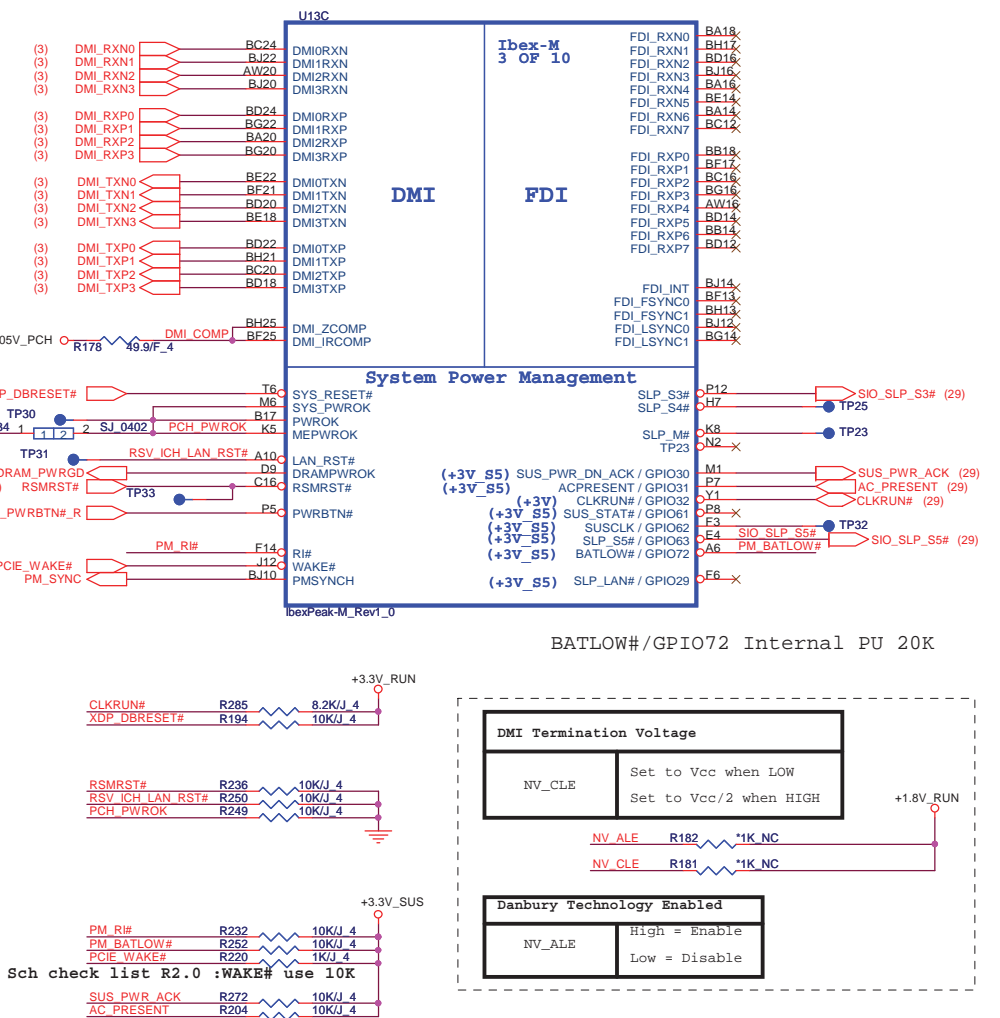 U13C
Ibex-M
3 OF 10
(3) DMI_RXN0 BC24 DMI0RXN
(3) DMI_RXN1 BJ22 DMI1RXN
(3) DMI_RXN2 AW20 DMI2RXN
(3) DMI_RXN3 BJ20 DMI3RXN
(3) DMI_RXP0 BD24 DMI0RXP
(3) DMI_RXP1 BG22 DMI1RXP
(3) DMI_RXP2 BA20 DMI2RXP
(3) DMI_RXP3 BG20 DMI3RXP
(3) DMI_TXN0 BE22 DMI0TXN
(3) DMI_TXN1 BF21 DMI1TXN
(3) DMI_TXN2 BD20 DMI2TXN
(3) DMI_TXN3 BE18 DMI3TXN
(3) DMI_TXP0 BD22 DMI0TXP
(3) DMI_TXP1 BH21 DMI1TXP
(3) DMI_TXP2 BC20 DMI2TXP
(3) DMI_TXP3 BD18 DMI3TXP
BH25 DMI_ZCOMP
05V_PCH R178 49.9/F_4 DMI_COMP BF25 DMI_IRCOMP
DMI FDI
FDI_RXN0 BA18
FDI_RXN1 BH17
FDI_RXN2 BD16
FDI_RXN3 BJ16
FDI_RXN4 BA16
FDI_RXN5 BE14
FDI_RXN6 BA14
FDI_RXN7 BC12
FDI_RXP0 BB18
FDI_RXP1 BF17
FDI_RXP2 BC16
FDI_RXP3 BG16
FDI_RXP4 AW16
FDI_RXP5 BD14
FDI_RXP6 BB14
FDI_RXP7 BD12
FDI_INT BJ14
FDI_FSYNC0 BF13
FDI_FSYNC1 BH13
FDI_LSYNC0 BJ12
FDI_LSYNC1 BG14
System Power Management
P_DBRESET# T6 SYS_RESET#
M6 SYS_PWROK
TP30 B17 PWROK
34 1 1 2 2 SJ_0402 PCH_PWROK K5 MEPWROK
TP31 RSV_ICH_LAN_RST# A10 LAN_RST#
DRAM_PWRGD D9 DRAMPWROK
) RSMRST# TP33 C16 RSMRST#
_PWRBTN#_R P5 PWRBTN#
PM_RI# F14 RI#
PCIE_WAKE# J12 WAKE#
PM_SYNC BJ10 PMSYNCH
SLP_S3# P12 SIO_SLP_S3# (29)
SLP_S4# H7 TP25
SLP_M# K8 TP23
TP23 N2
(+3V_S5) SUS_PWR_DN_ACK / GPIO30 M1 SUS_PWR_ACK (29)
(+3V_S5) ACPRESENT / GPIO31 P7 AC_PRESENT (29)
(+3V) CLKRUN# / GPIO32 Y1 CLKRUN# (29)
(+3V_S5) SUS_STAT# / GPIO61 P8
(+3V_S5) SUSCLK / GPIO62 F3 TP32
(+3V_S5) SLP_S5# / GPIO63 E4 SIO_SLP_S5# SIO_SLP_S5# (29)
(+3V_S5) BATLOW# / GPIO72 A6 PM_BATLOW#
(+3V_S5) SLP_LAN# / GPIO29 F6
IbexPeak-M_Rev1_0
BATLOW#/GPIO72 Internal PU 20K
+3.3V_RUN
CLKRUN# R285 8.2K/J_4
XDP_DBRESET# R194 10K/J_4
RSMRST# R236 10K/J_4
RSV_ICH_LAN_RST# R250 10K/J_4
PCH_PWROK R249 10K/J_4
+3.3V_SUS
PM_RI# R232 10K/J_4
PM_BATLOW# R252 10K/J_4
PCIE_WAKE# R220 1K/J_4
Sch check list R2.0 :WAKE# use 10K
SUS_PWR_ACK R272 10K/J_4
AC_PRESENT R204 10K/J_4
DMI Termination Voltage
NV_CLE
Set to Vcc when LOW
Set to Vcc/2 when HIGH
+1.8V_RUN
NV_ALE R182 *1K_NC
NV_CLE R181 *1K_NC
Danbury Technology Enabled
NV_ALE
High = Enable
Low = Disable